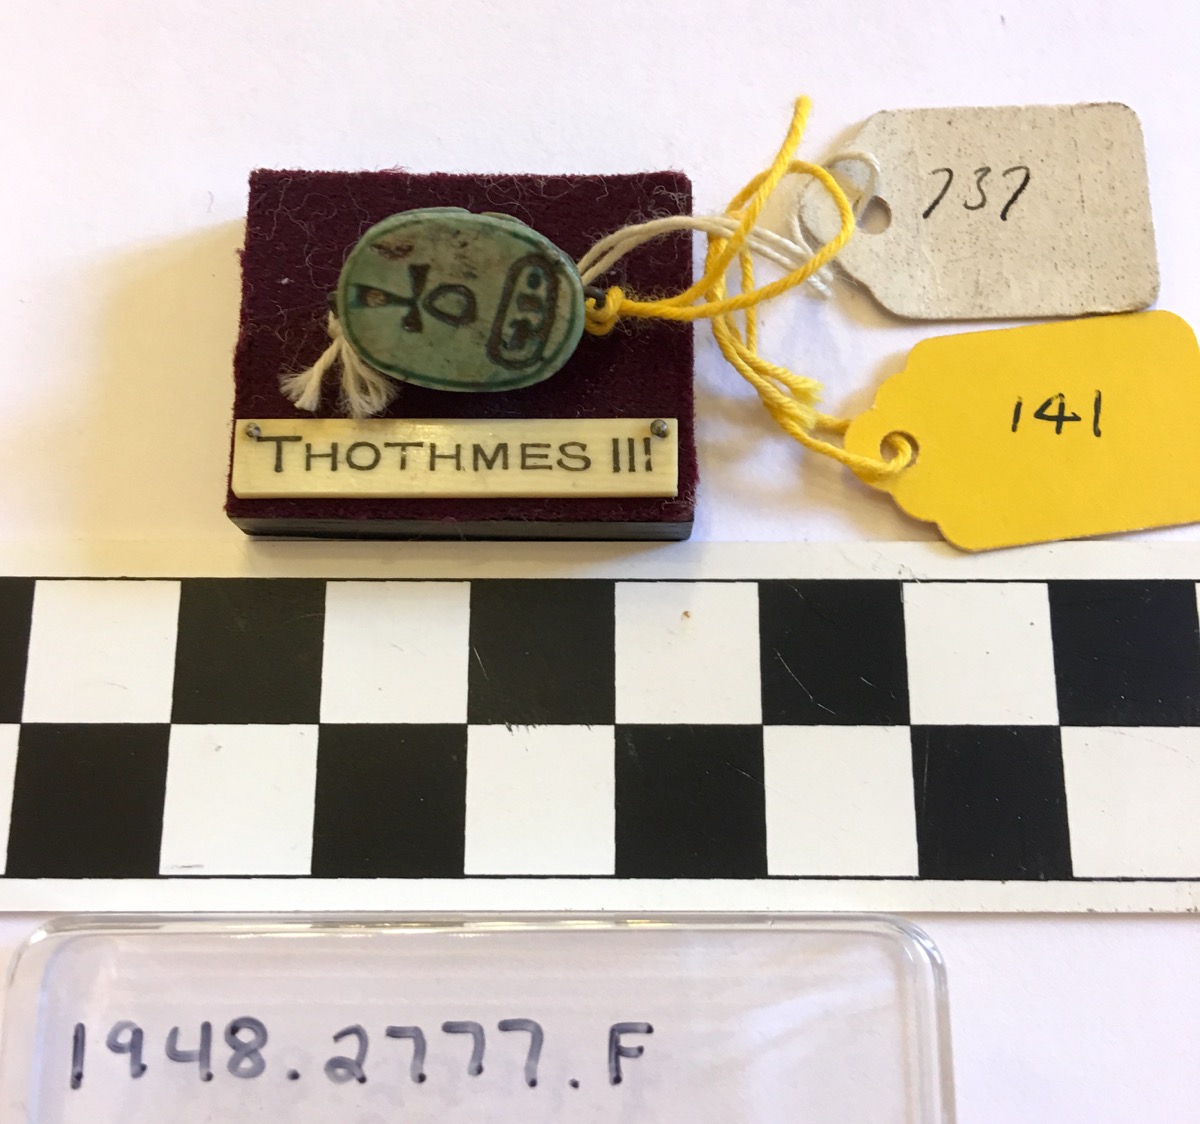 737
141
THOTHMES III
1948.2777.F